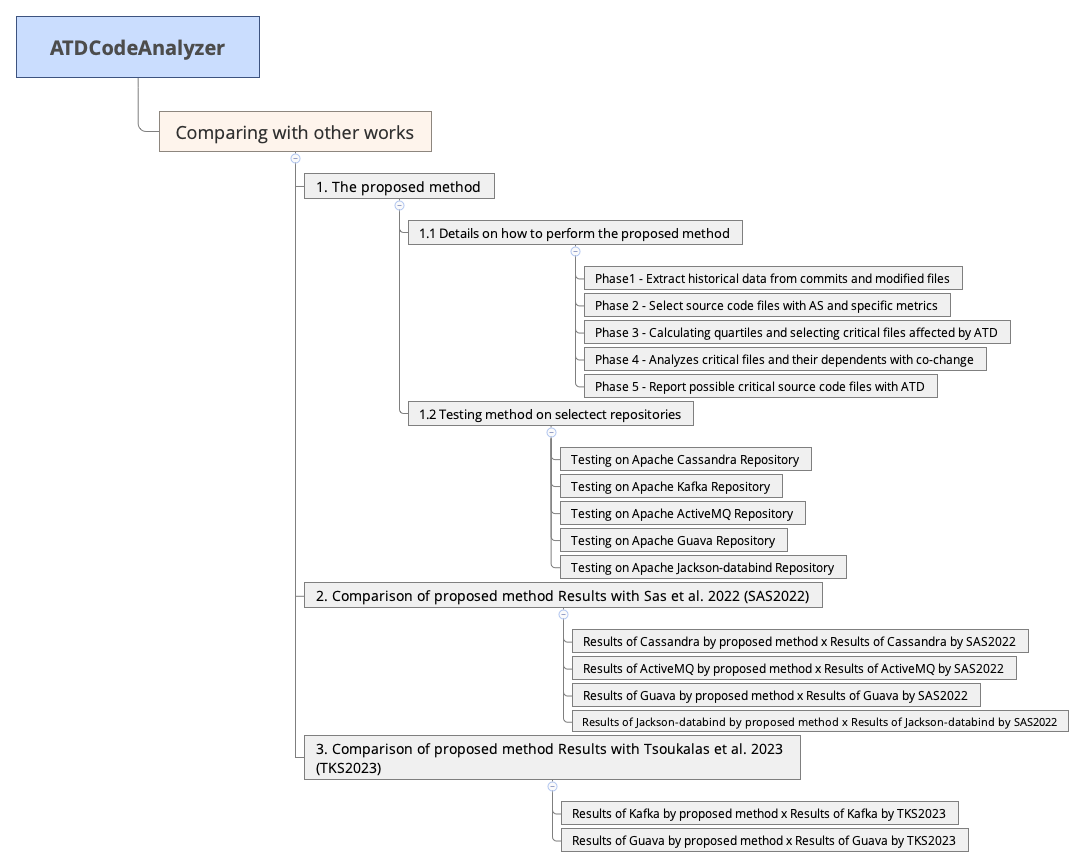 ATDCodeAnalyzer
Comparing with other works
1. The proposed method
1.1 Details on how to perform the proposed method
Phase1 - Extract historical data from commits and modified files
Phase 2 - Select source code files with AS and specific metrics
Phase 3 - Calculating quartiles and selecting critical files affected by ATD
Phase 4 - Analyzes critical files and their dependents with co-change
Phase 5 - Report possible critical source code files with ATD
1.2 Testing method on selectect repositories
Testing on Apache Cassandra Repository
Testing on Apache Kafka Repository
Testing on Apache ActiveMQ Repository
Testing on Apache Guava Repository
Testing on Apache Jackson-databind Repository
2. Comparison of proposed method Results with Sas et al. 2022 (SAS2022)
Results of Cassandra by proposed method x Results of Cassandra by SAS2022
Results of ActiveMQ by proposed method x Results of ActiveMQ by SAS2022
Results of Guava by proposed method x Results of Guava by SAS2022
Results of Jackson-databind by proposed method x Results of Jackson-databind by SAS2022
3. Comparison of proposed method Results with Tsoukalas et al. 2023
(TKS2023)
Results of Kafka by proposed method x Results of Kafka by TKS2023
Results of Guava by proposed method x Results of Guava by TKS2023